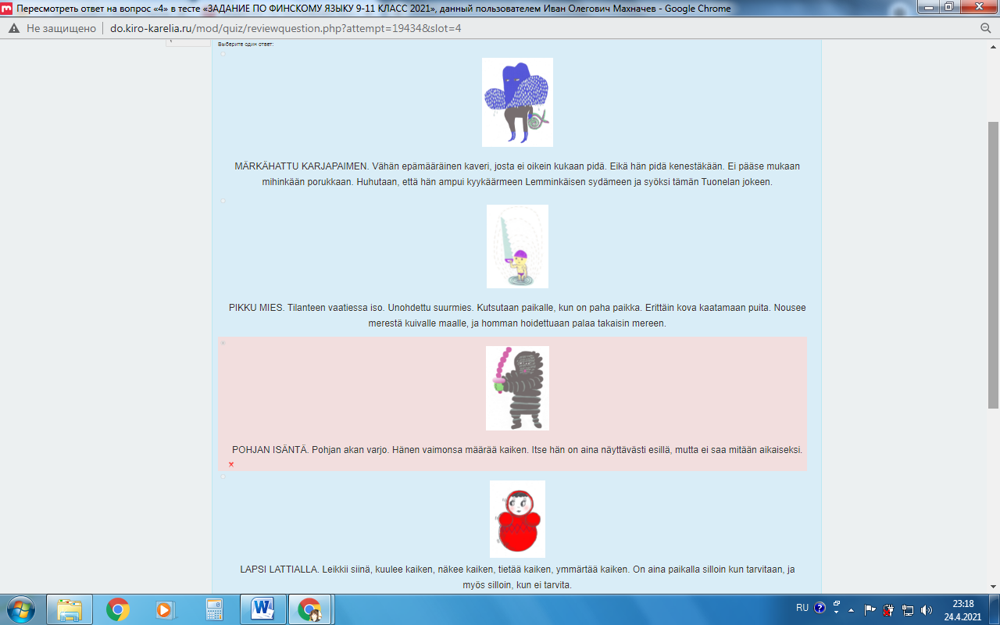 Пересмотреть ответ на вопрос «4» в тесте «ЗАДАНИЕ ПО ФИНСКОМУ ЯЗЫКУ 9-11 КЛАСС 2021», данный пользователем Иван Олегович Махначев - Google Chrome
Не защищено
do.kiro-karelia.ru/mod/quiz/reviewquestion.php?attempt=19434&slot=4
Выберите один ответ:
MÄRKÄHATTU KARJAPAIMEN. Vähän epämääräinen kaveri, josta ei oikein kukaan pidä. Eikä hän pidä kenestäkään. Ei pääse mukaan
mihinkään porukkaan. Huhutaan, että hän ampui kyykäärmeen Lemminkäisen sydämeen ja syöksi tämän Tuonelan jokeen.
PIKKU MIES. Tilanteen vaatiessa iso. Unohdettu suurmies. Kutsutaan paikalle, kun on paha paikka. Erittäin kova kaatamaan puita. Nousee
merestä kuivalle maalle, ja homman hoidettuaan palaa takaisin mereen.
POHJAN ISÄNTÄ. Pohjan akan varjo. Hänen vaimonsa määrää kaiken. Itse hän on aina näyttävästi esillä, mutta ei saa mitään aikaiseksi.
LAPSI LATTIALLA. Leikkii siinä, kuulee kaiken, näkee kaiken, tietää kaiken, ymmärtää kaiken. On aina paikalla silloin kun tarvitaan, ja
myös silloin, kun ei tarvita.
RU
23:18
24.4.2021